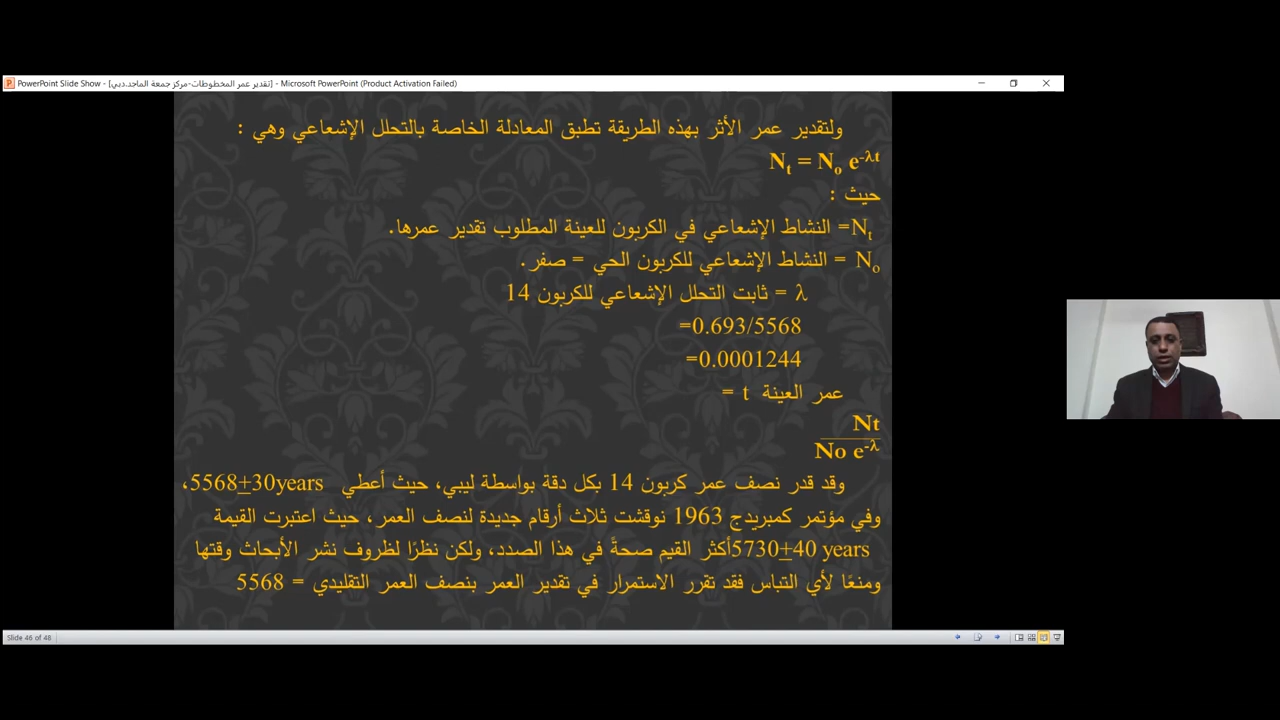 PowerPoint Slide Show - [تقدير عمر المخطوطات-مركز جمعة الماجد.دبي] - Microsoft PowerPoint (Product Activation Failed)
ولتقدير عمر الأثر بهذه الطريقة تطبق المعادلة الخاصة بالتحلل الإشعاعي وهي :
Nt = No e-λt
حيث :
Nt= النشاط الإشعاعي في الكربون للعينة المطلوب تقدير عمرها.
No = النشاط الإشعاعي للكربون الحي = صفر.
λ = ثابت التحلل الإشعاعي للكربون 14
=0.693/5568
=0.0001244
عمر العينة t =
Nt
No e-λ
وقد قدر نصف عمر كربون 14 بكل دقة بواسطة ليبي، حيث أعطي 5568±30years،
وفي مؤتمر كمبريدج 1963 نوقشت ثلاث أرقام جديدة لنصف العمر، حيث اعتبرت القيمة
5730±40 years أكثر القيم صحةً في هذا الصدد، ولكن نظرًا لظروف نشر الأبحاث وقتها
ومنعًا لأي التباس فقد تقرر الاستمرار في تقدير العمر بنصف العمر التقليدي = 5568
Slide 46 of 48